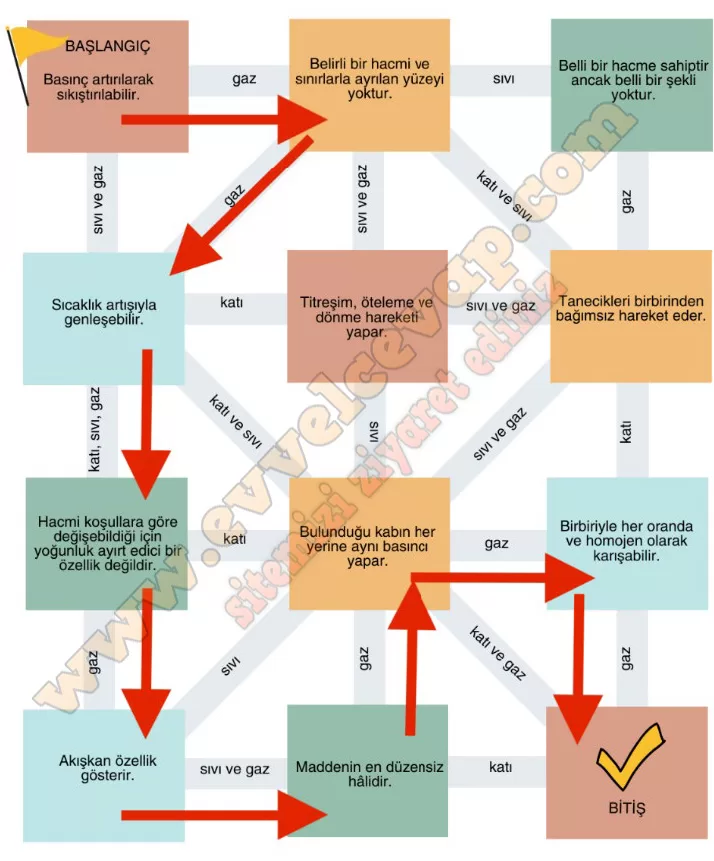 BAŞLANGIÇ
Basınç artırılarak
sıkıştırılabilir.
gaz
Belirli bir hacmi ve
sınırlarla ayrılan yüzeyi
yoktur.
sıvı
Belli bir hacme sahiptir
ancak belli bir şekli
yoktur.
sıvı ve gaz
gaz
sıvı ve gaz
katı ve sıvı
gaz
Sıcaklık artışıyla
genleşebilir.
katı
Titreşim, öteleme ve
dönme hareketi
yapar.
sıvı ve gaz
Tanecikleri birbirinden
bağımsız hareket eder.
katı, sıvı, gaz
katı ve sıvı
sıvı
sıvı ve gaz
katı
Hacmi koşullara göre
değişebildiği için
yoğunluk ayırt edici bir
özellik değildir.
katı
Bulunduğu kabın her
yerine aynı basıncı
yapar.
gaz
Birbiriyle her oranda
ve homojen olarak
karışabilir.
gaz
sıvı
gaz
katı ve gaz
gaz
Akışkan özellik
gösterir.
sıvı ve gaz
Maddenin en düzensiz
hâlidir.
katı
BİTİŞ
www.evvelcevap.com
sitemizi ziyaret ediniz